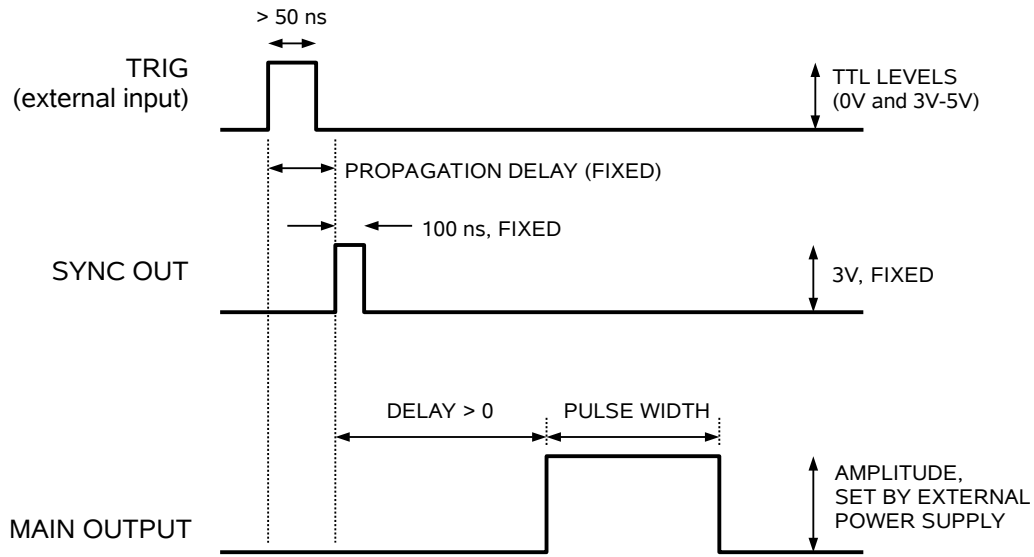 > 50 ns
TRIG
(external input)
TTL LEVELS
(0V and 3V-5V)
PROPAGATION DELAY (FIXED)
100 ns, FIXED
SYNC OUT
3V, FIXED
DELAY > 0
PULSE WIDTH
AMPLITUDE,
SET BY EXTERNAL
POWER SUPPLY
MAIN OUTPUT